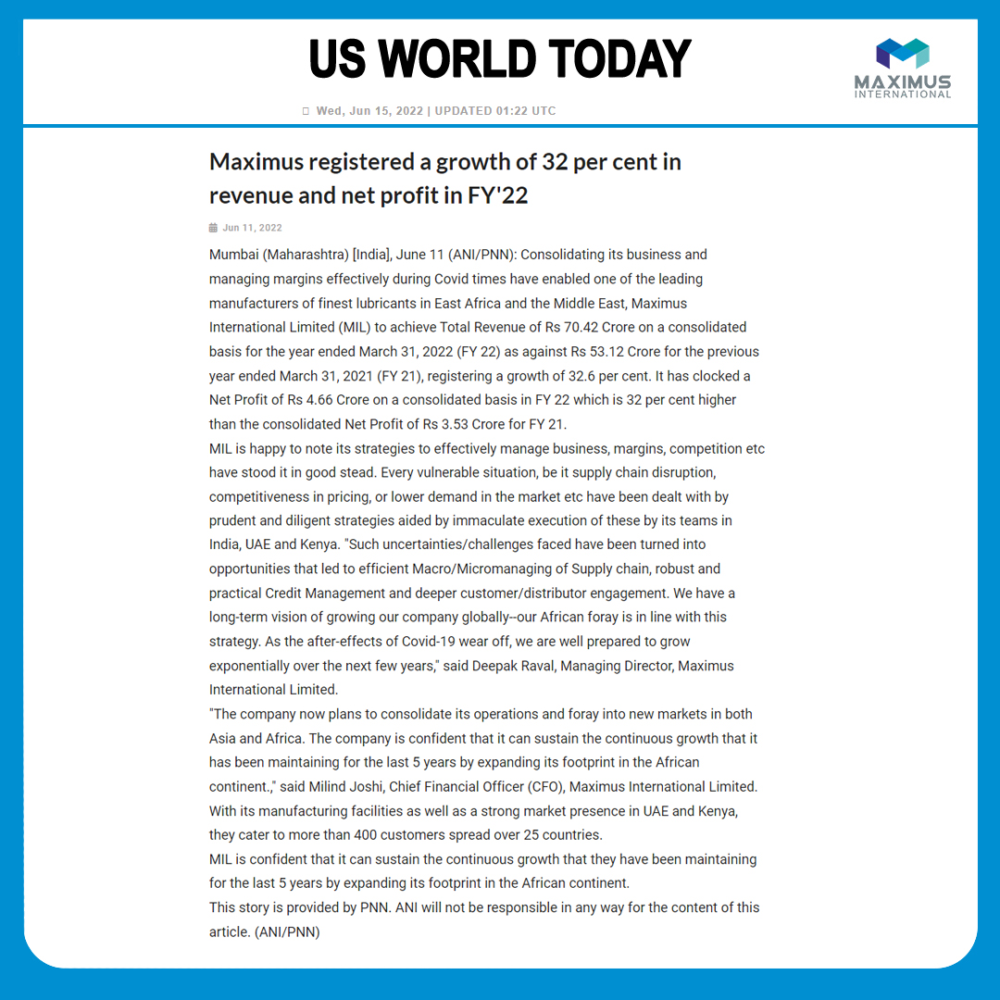 US WORLD TODAY
MAXIMUS
INTERNATIONAL
Wed, Jun 15, 2022 | UPDATED 01:22 UTC
Maximus registered a growth of 32 per cent in
revenue and net profit in FY'22
Jun 11, 2022
Mumbai (Maharashtra) [India], June 11 (ANI/PNN): Consolidating its business and
managing margins effectively during Covid times have enabled one of the leading
manufacturers of finest lubricants in East Africa and the Middle East, Maximus
International Limited (MIL) to achieve Total Revenue of Rs 70.42 Crore on a consolidated
basis for the year ended March 31, 2022 (FY 22) as against Rs 53.12 Crore for the previous
year ended March 31, 2021 (FY 21), registering a growth of 32.6 per cent. It has clocked a
Net Profit of Rs 4.66 Crore on a consolidated basis in FY 22 which is 32 per cent higher
than the consolidated Net Profit of Rs 3.53 Crore for FY 21.
MIL is happy to note its strategies to effectively manage business, margins, competition etc
have stood it in good stead. Every vulnerable situation, be it supply chain disruption,
competitiveness in pricing, or lower demand in the market etc have been dealt with by
prudent and diligent strategies aided by immaculate execution of these by its teams in
India, UAE and Kenya. "Such uncertainties/challenges faced have been turned into
opportunities that led to efficient Macro/Micromanaging of Supply chain, robust and
practical Credit Management and deeper customer/distributor engagement. We have a
long-term vision of growing our company globally--our African foray is in line with this
strategy. As the after-effects of Covid-19 wear off, we are well prepared to grow
exponentially over the next few years," said Deepak Raval, Managing Director, Maximus
International Limited.
"The company now plans to consolidate its operations and foray into new markets in both
Asia and Africa. The company is confident that it can sustain the continuous growth that it
has been maintaining for the last 5 years by expanding its footprint in the African
continent.," said Milind Joshi, Chief Financial Officer (CFO), Maximus International Limited.
With its manufacturing facilities as well as a strong market presence in UAE and Kenya,
they cater to more than 400 customers spread over 25 countries.
MIL is confident that it can sustain the continuous growth that they have been maintaining
for the last 5 years by expanding its footprint in the African continent.
This story is provided by PNN. ANI will not be responsible in any way for the content of this
article. (ANI/PNN)